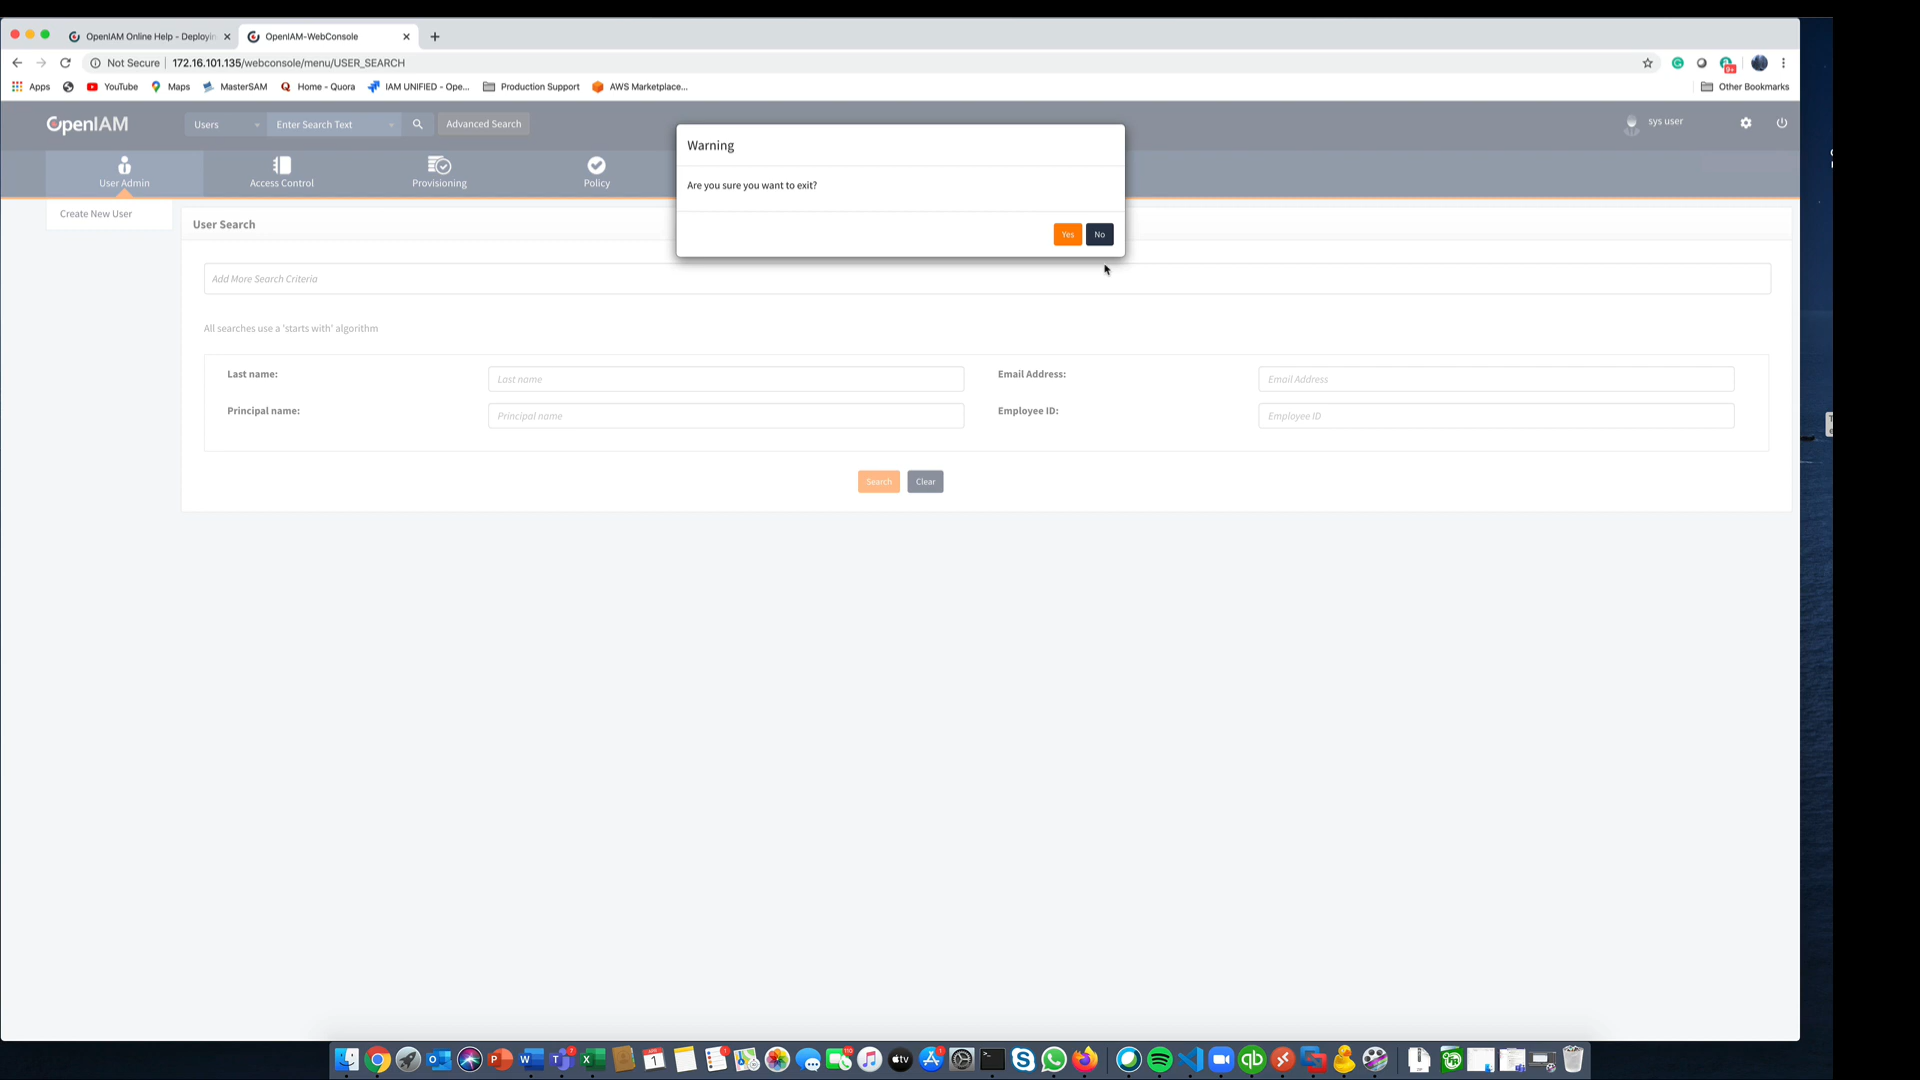 OpenIAM Online Help - Deployin
OpenIAM-WebConsole
Not Secure
172.16.101.135/webconsole/menu/USER_SEARCH
Apps
YouTube
Maps
MasterSAM
Home - Quora
IAM UNIFIED - Ope...
Production Support
AWS Marketplace...
Other Bookmarks
OpenIAM
Users
Enter Search Text
Advanced Search
sys user
User Admin
Access Control
Provisioning
Policy
Warning
Are you sure you want to exit?
Yes
No
Create New User
User Search
Add More Search Criteria
All searches use a 'starts with' algorithm
Last name:
Last name
Email Address:
Email Address
Principal name:
Principal name
Employee ID:
Employee ID
Search
Clear